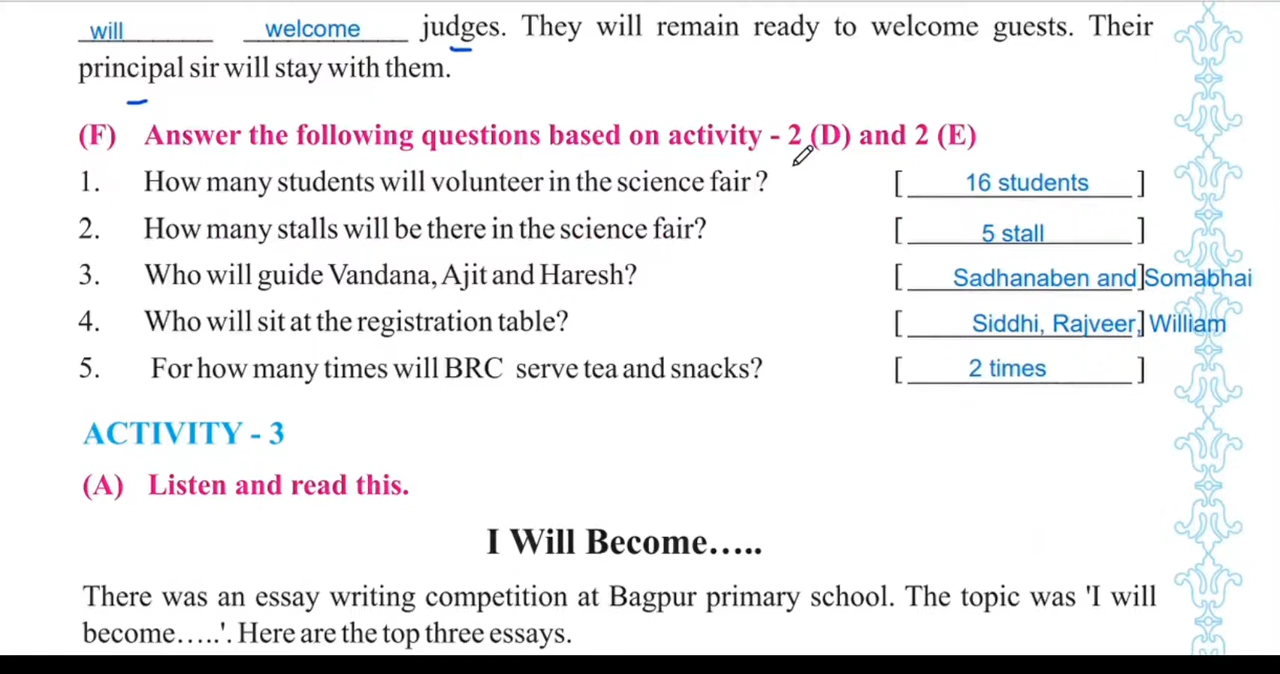 will welcome judges. They will remain ready to welcome guests. Their
principal sir will stay with them.
(F) Answer the following questions based on activity - 2 (D) and 2 (E)
1. How many students will volunteer in the science fair? [ 16 students ]
2. How many stalls will be there in the science fair? [ 5 stall ]
3. Who will guide Vandana, Ajit and Haresh? [ Sadhanaben and]Somabhai
4. Who will sit at the registration table? [ Siddhi, Rajveer,] William
5. For how many times will BRC serve tea and snacks? [ 2 times ]
ACTIVITY - 3
(A) Listen and read this.
I Will Become.....
There was an essay writing competition at Bagpur primary school. The topic was 'I will
become.....'. Here are the top three essays.